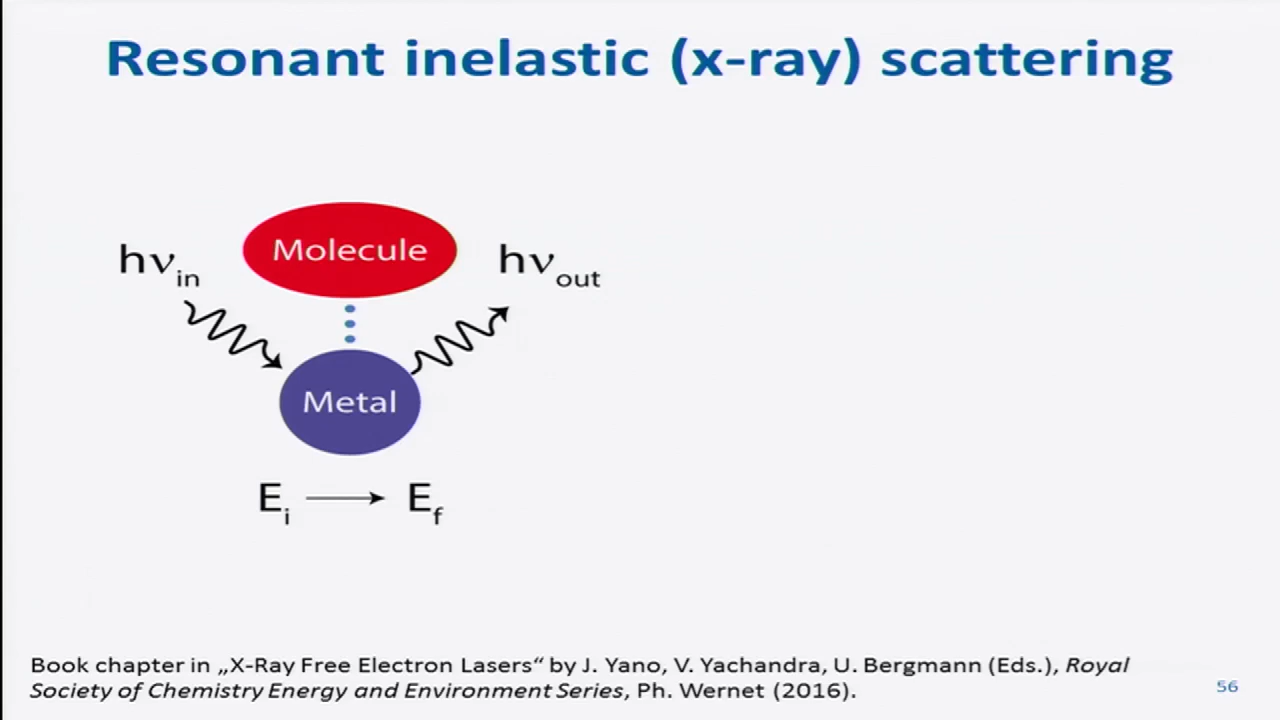 Resonant inelastic (x-ray) scattering
Molecule
hν_in
hν_out
Metal
E_i → E_f
Book chapter in „X-Ray Free Electron Lasers“ by J. Yano, V. Yachandra, U. Bergmann (Eds.), Royal
Society of Chemistry Energy and Environment Series, Ph. Wernet (2016).
56